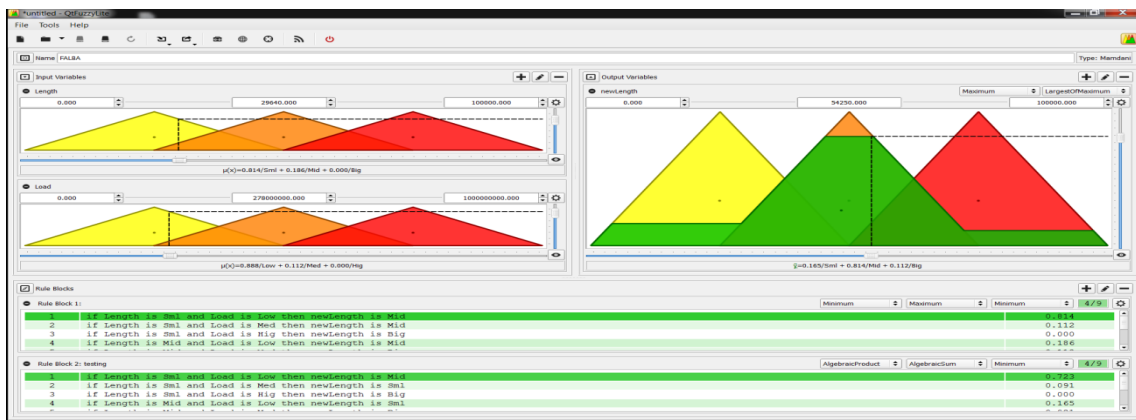 *untitled - QtFuzzyLite
File Tools Help
Name FALBA Type: Mamdani
Input Variables
Length
0.000 29640.000 100000.000
μ(x)=0.814/Sml + 0.186/Mid + 0.000/Big
Load
0.000 278000000.000 1000000000.000
μ(x)=0.888/Low + 0.112/Med + 0.000/Hig
Output Variables
newLength Maximum LargestOfMaximum
0.000 54250.000 100000.000
ỹ=0.165/Sml + 0.814/Mid + 0.112/Big
Rule Blocks
Rule Block 1: Minimum Maximum Minimum 4/9
1 if Length is Sml and Load is Low then newLength is Mid 0.814
2 if Length is Sml and Load is Med then newLength is Mid 0.112
3 if Length is Sml and Load is Hig then newLength is Big 0.000
4 if Length is Mid and Load is Low then newLength is Mid 0.186
Rule Block 2: testing AlgebraicProduct AlgebraicSum Minimum 4/9
1 if Length is Sml and Load is Low then newLength is Mid 0.723
2 if Length is Sml and Load is Med then newLength is Sml 0.091
3 if Length is Sml and Load is Hig then newLength is Big 0.000
4 if Length is Mid and Load is Low then newLength is Sml 0.165